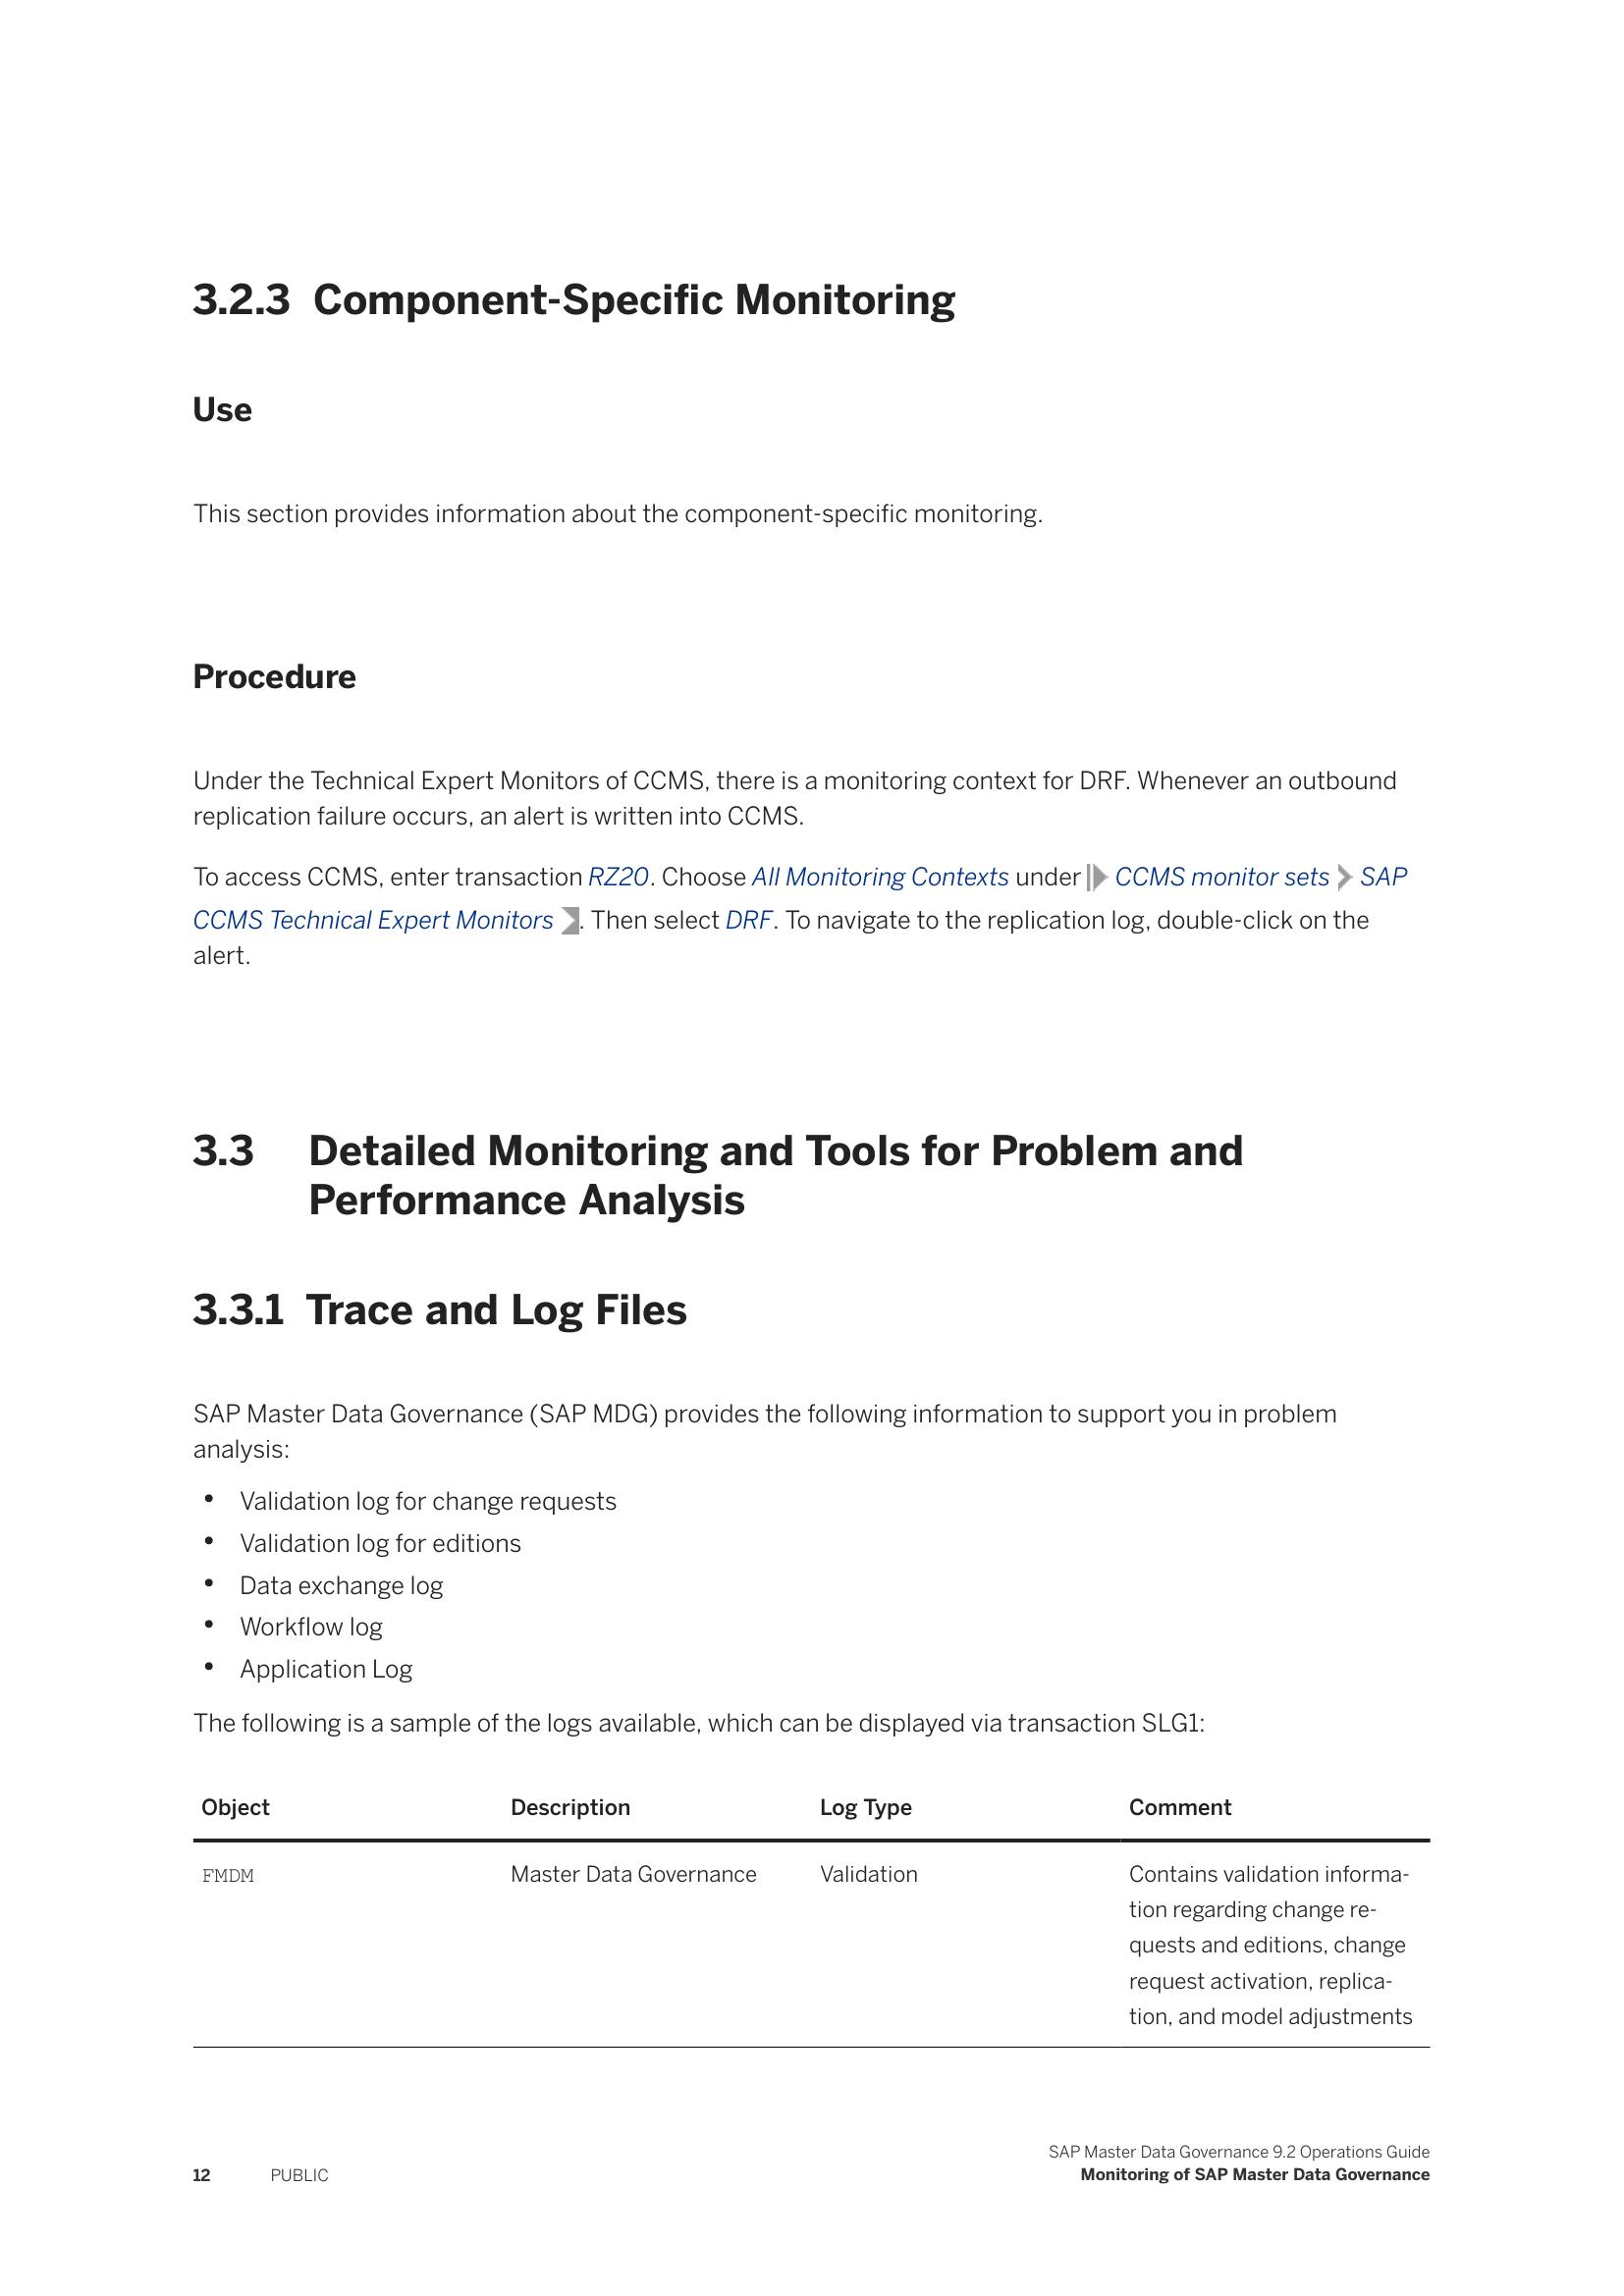 3.2.3 Component-Specific Monitoring
Use
This section provides information about the component-specific monitoring.
Procedure
Under the Technical Expert Monitors of CCMS, there is a monitoring context for DRF. Whenever an outbound
replication failure occurs, an alert is written into CCMS.
To access CCMS, enter transaction RZ20. Choose All Monitoring Contexts under CCMS monitor sets SAP
CCMS Technical Expert Monitors . Then select DRF. To navigate to the replication log, double-click on the
alert.
3.3 Detailed Monitoring and Tools for Problem and
Performance Analysis
3.3.1 Trace and Log Files
SAP Master Data Governance (SAP MDG) provides the following information to support you in problem
analysis:
• Validation log for change requests
• Validation log for editions
• Data exchange log
• Workflow log
• Application Log
The following is a sample of the logs available, which can be displayed via transaction SLG1:
Object Description Log Type Comment
FMDM Master Data Governance Validation Contains validation informa-
tion regarding change re-
quests and editions, change
request activation, replica-
tion, and model adjustments
SAP Master Data Governance 9.2 Operations Guide
12 PUBLIC Monitoring of SAP Master Data Governance